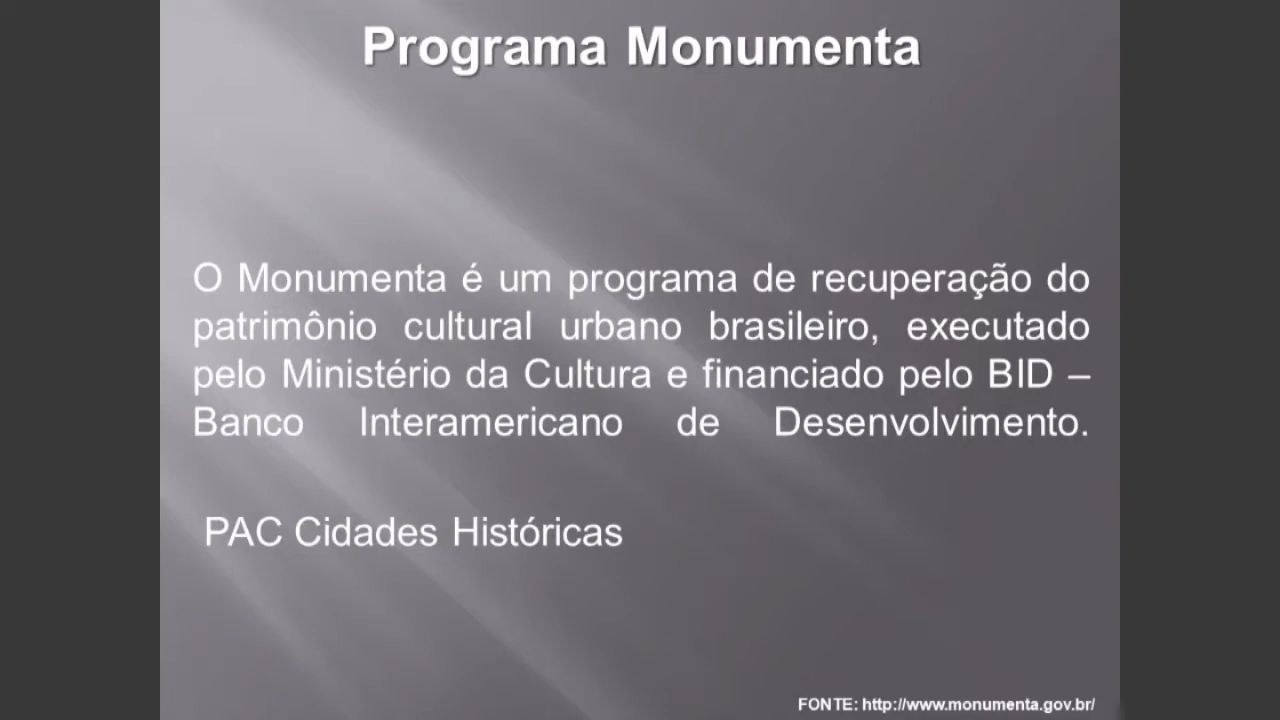 Programa Monumenta
O Monumenta é um programa de recuperação do
patrimônio cultural urbano brasileiro, executado
pelo Ministério da Cultura e financiado pelo BID –
Banco Interamericano de Desenvolvimento.
PAC Cidades Históricas
FONTE: http://www.monumenta.gov.br/